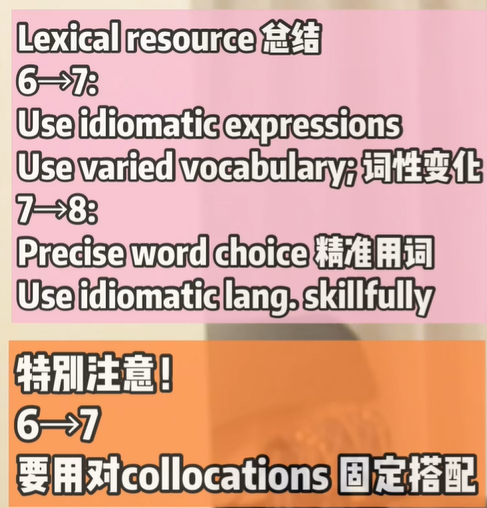 Lexical resource 总结
6→7:
Use idiomatic expressions
Use varied vocabulary; 词性变化
7→8:
Precise word choice 精准用词
Use idiomatic lang. skillfully
特别注意！
6→7
要用对collocations 固定搭配